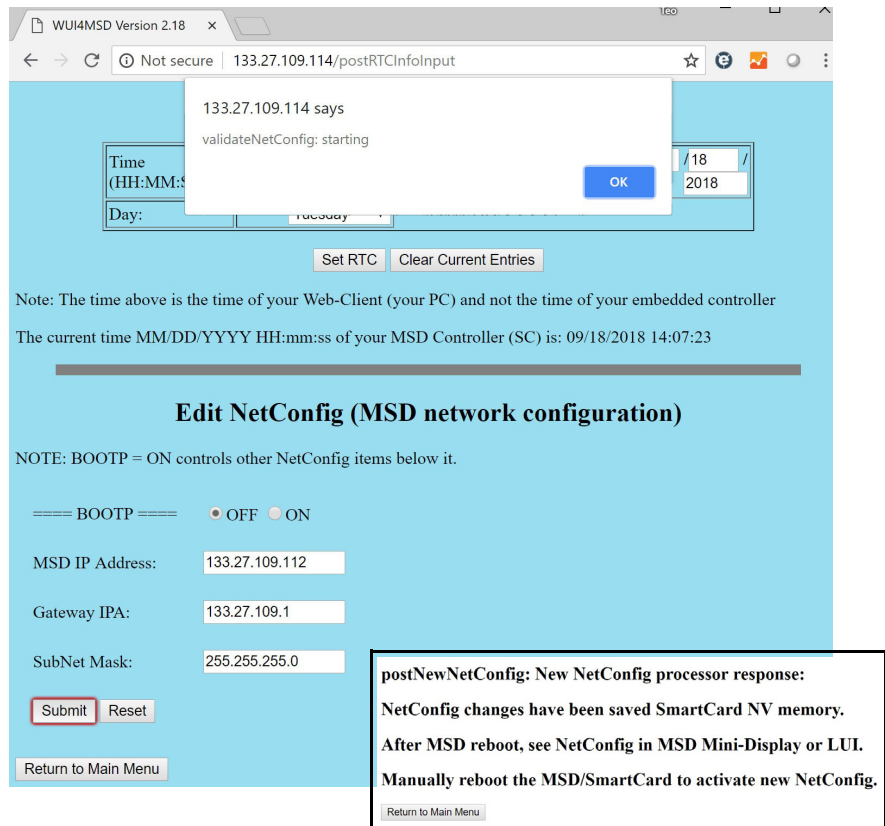 Teo
WUI4MSD Version 2.18
Not secure 133.27.109.114/postRTCInfoInput
133.27.109.114 says
validateNetConfig: starting
OK
Time
(HH:MM:S
/ 18 /
2018
Day: Tuesday
Set RTC Clear Current Entries
Note: The time above is the time of your Web-Client (your PC) and not the time of your embedded controller
The current time MM/DD/YYYY HH:mm:ss of your MSD Controller (SC) is: 09/18/2018 14:07:23
Edit NetConfig (MSD network configuration)
NOTE: BOOTP = ON controls other NetConfig items below it.
==== BOOTP ==== OFF ON
MSD IP Address: 133.27.109.112
Gateway IPA: 133.27.109.1
SubNet Mask: 255.255.255.0
Submit Reset
Return to Main Menu
postNewNetConfig: New NetConfig processor response:
NetConfig changes have been saved SmartCard NV memory.
After MSD reboot, see NetConfig in MSD Mini-Display or LUI.
Manually reboot the MSD/SmartCard to activate new NetConfig.
Return to Main Menu